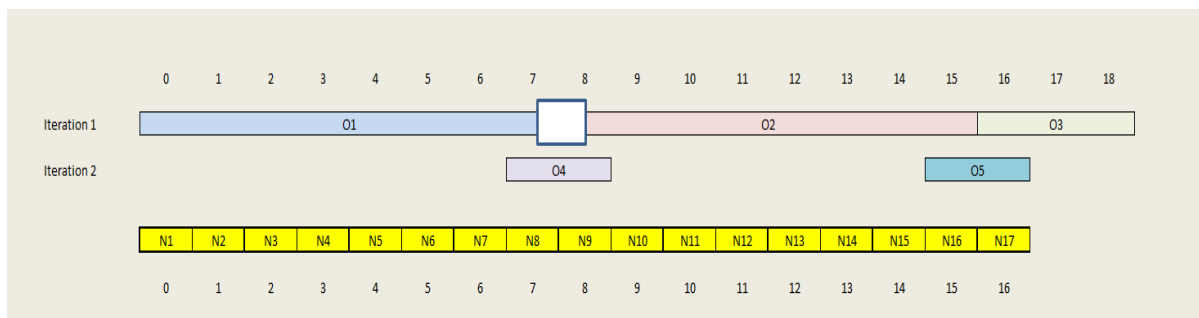 0 1 2 3 4 5 6 7 8 9 10 11 12 13 14 15 16 17 18
Iteration 1 O1 O2 O3
Iteration 2 O4 O5
N1 N2 N3 N4 N5 N6 N7 N8 N9 N10 N11 N12 N13 N14 N15 N16 N17
0 1 2 3 4 5 6 7 8 9 10 11 12 13 14 15 16